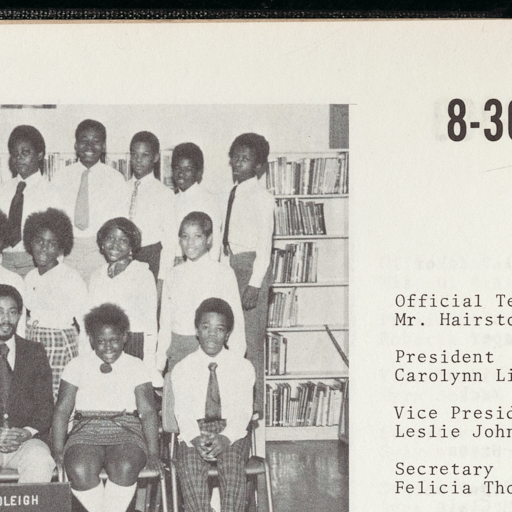 8-30
Official Te
Mr. Hairsto
President
Carolynn Li
Vice Presid
Leslie John
Secretary
Felicia Tho
OLEIGH